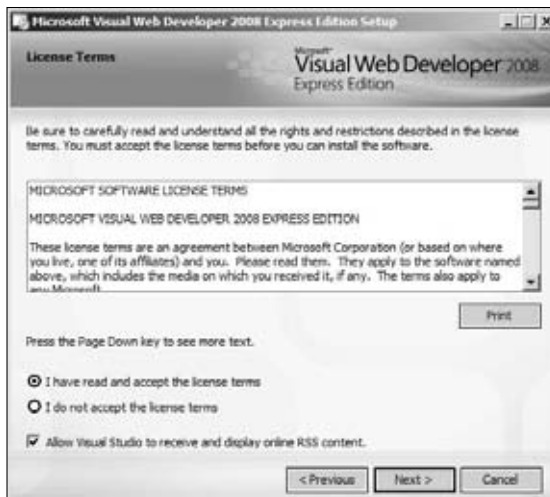 Microsoft Visual Web Developer 2008 Express Edition Setup
License Terms
Microsoft
Visual Web Developer 2008
Express Edition
Be sure to carefully read and understand all the rights and restrictions described in the license
terms. You must accept the license terms before you can install the software.
MICROSOFT SOFTWARE LICENSE TERMS
MICROSOFT VISUAL WEB DEVELOPER 2008 EXPRESS EDITION
These license terms are an agreement between Microsoft Corporation (or based on where
you live, one of its affiliates) and you. Please read them. They apply to the software named
above, which includes the media on which you received it, if any. The terms also apply to
any Microsoft
Print
Press the Page Down key to see more text.
I have read and accept the license terms
I do not accept the license terms
Allow Visual Studio to receive and display online RSS content.
< Previous
Next >
Cancel